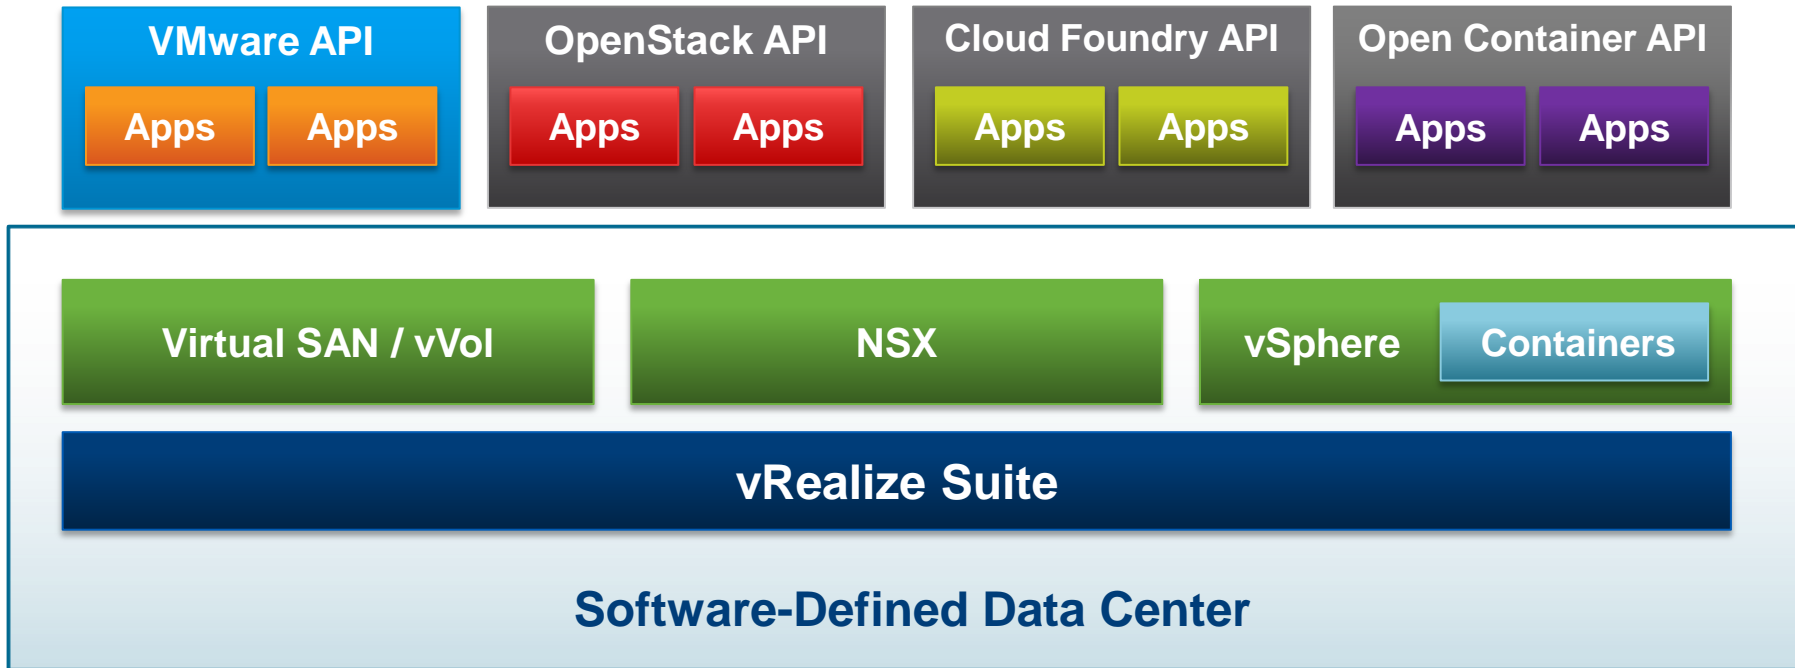 VMware API
OpenStack API
Cloud Foundry API
Open Container API
Apps
Apps
Apps
Apps
Apps
Apps
Apps
Apps
Virtual SAN / vVol
NSX
vSphere
Containers
vRealize Suite
Software-Defined Data Center